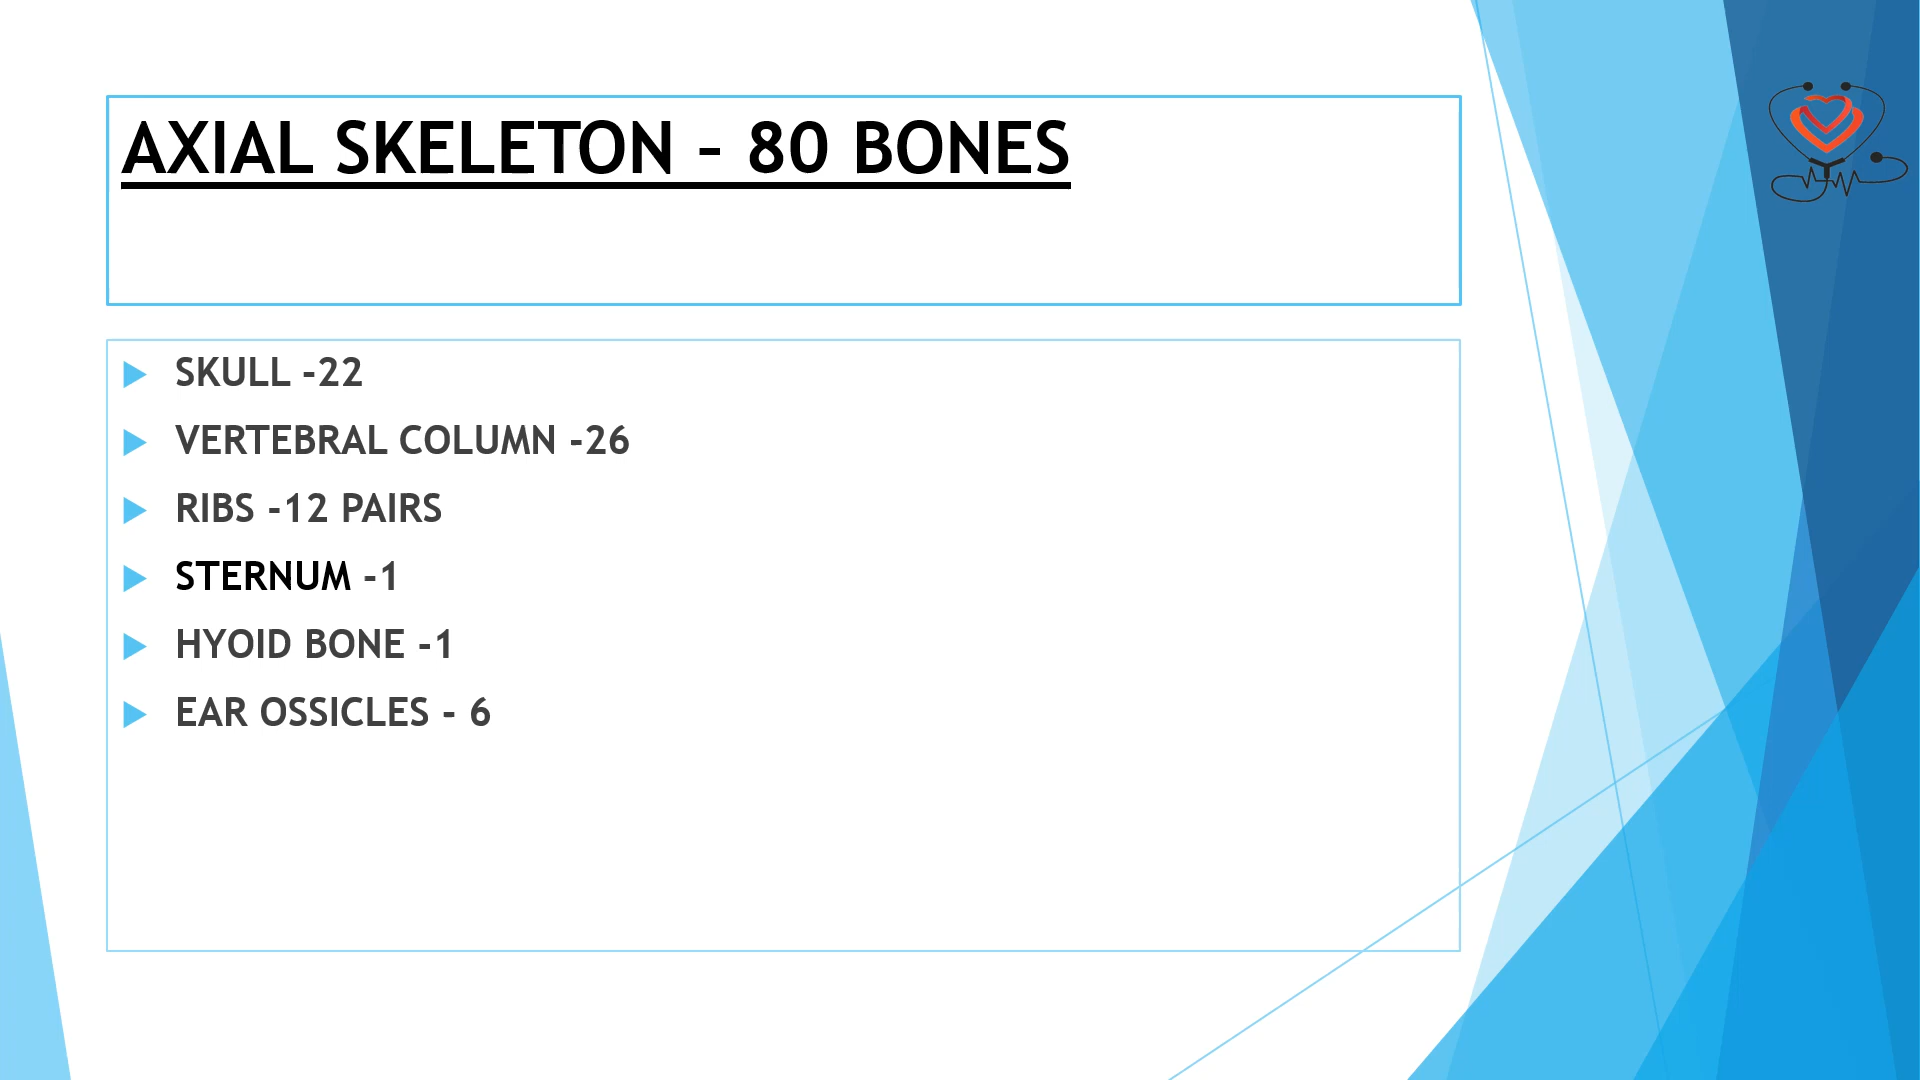 AXIAL SKELETON – 80 BONES
SKULL -22
VERTEBRAL COLUMN -26
RIBS -12 PAIRS
STERNUM -1
HYOID BONE -1
EAR OSSICLES - 6